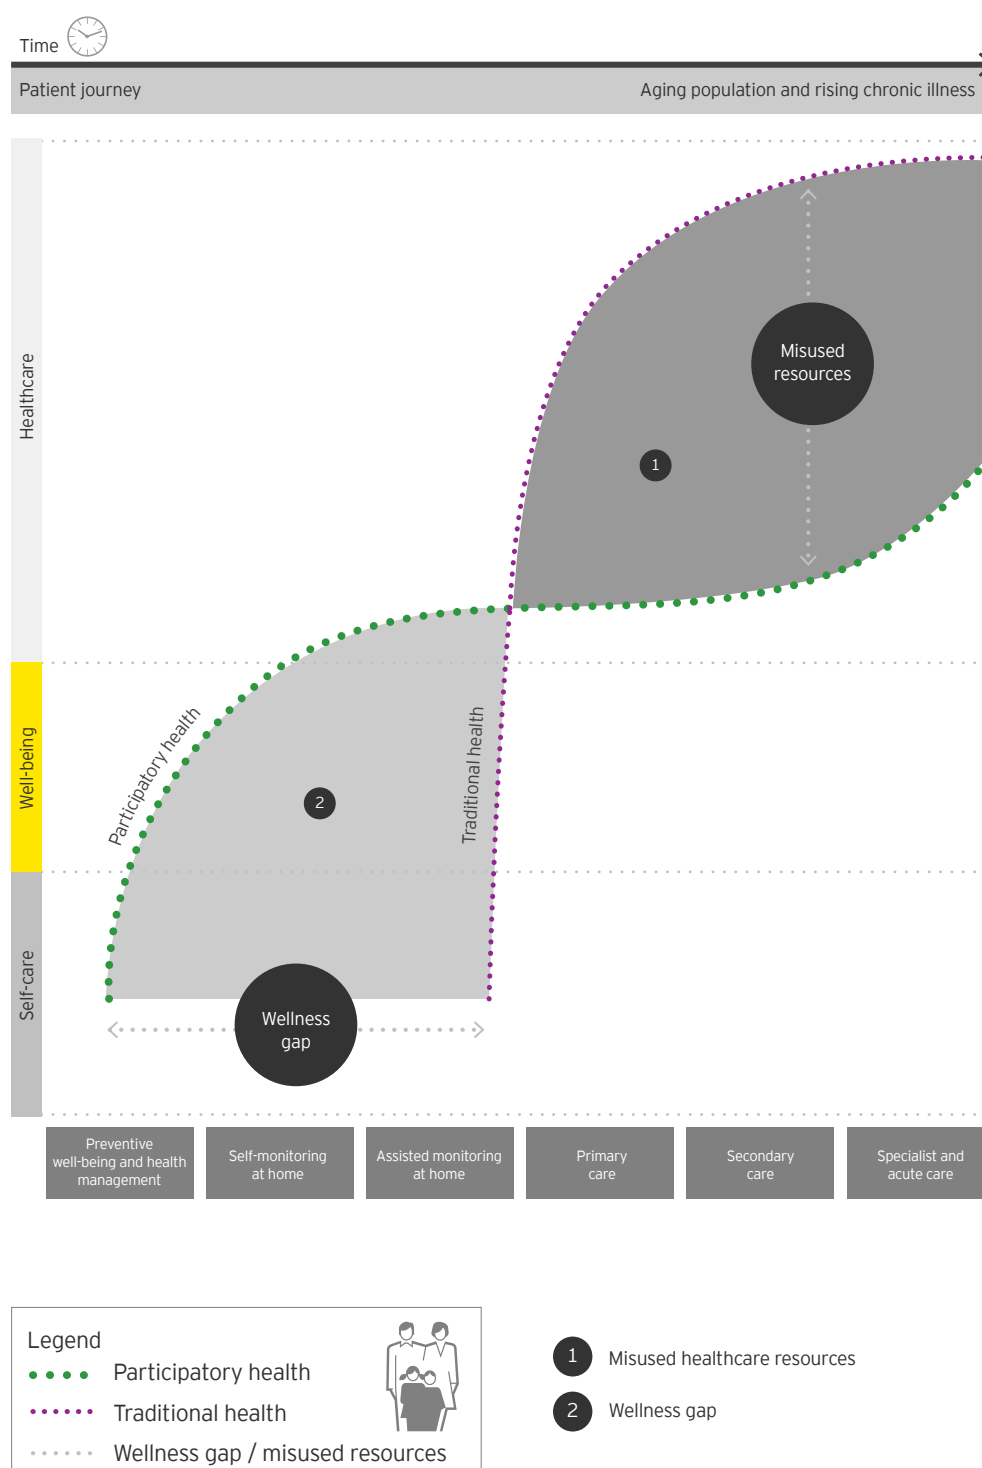 Time
Patient journey
Aging population and rising chronic illness
Healthcare
Well-being
Self-care
Misused
resources
1
Participatory health
Traditional health
2
Wellness
gap
Preventive
well-being and health
management
Self-monitoring
at home
Assisted monitoring
at home
Primary
care
Secondary
care
Specialist and
acute care
Legend
Participatory health
Traditional health
Wellness gap / misused resources
1 Misused healthcare resources
2 Wellness gap